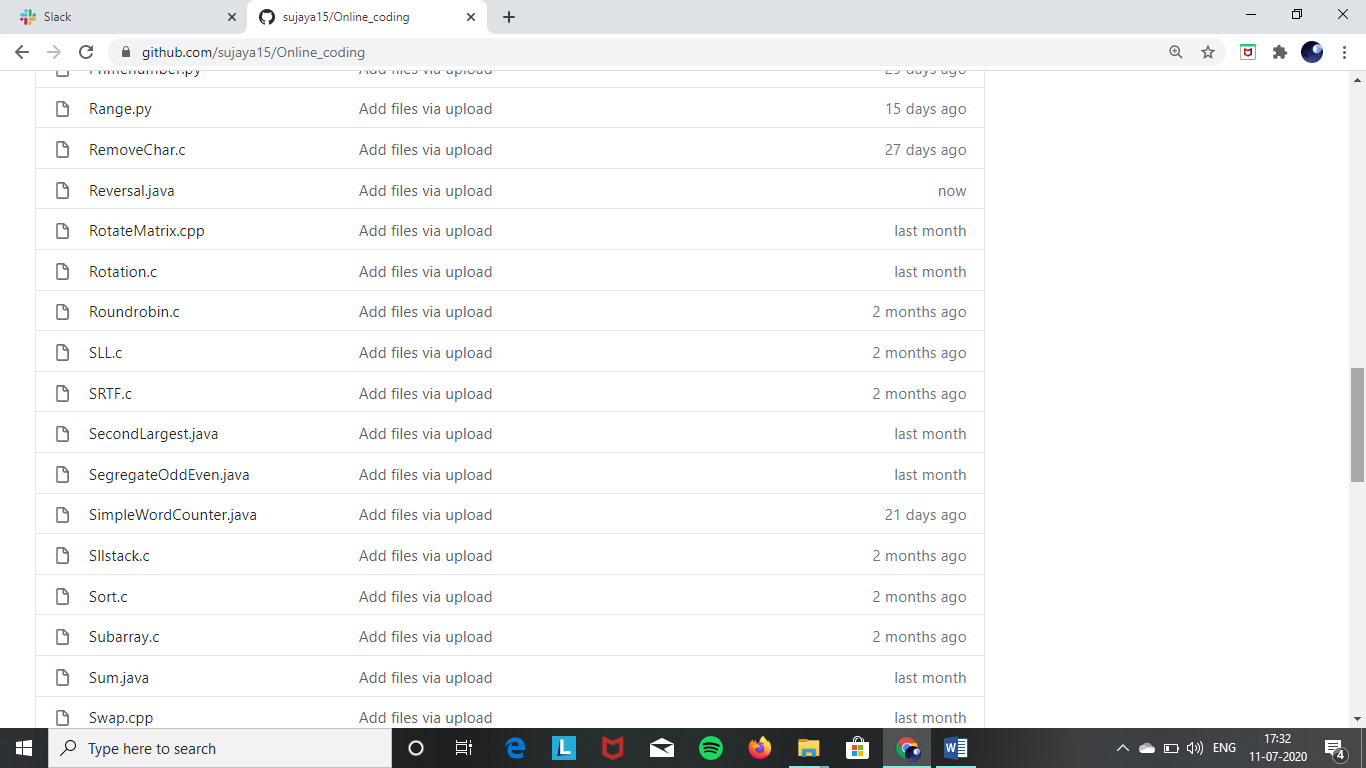 Slack
sujaya15/Online_coding
github.com/sujaya15/Online_coding
Primenumber.py Add files via upload 29 days ago
Range.py Add files via upload 15 days ago
RemoveChar.c Add files via upload 27 days ago
Reversal.java Add files via upload now
RotateMatrix.cpp Add files via upload last month
Rotation.c Add files via upload last month
Roundrobin.c Add files via upload 2 months ago
SLL.c Add files via upload 2 months ago
SRTF.c Add files via upload 2 months ago
SecondLargest.java Add files via upload last month
SegregateOddEven.java Add files via upload last month
SimpleWordCounter.java Add files via upload 21 days ago
Sllstack.c Add files via upload 2 months ago
Sort.c Add files via upload 2 months ago
Subarray.c Add files via upload 2 months ago
Sum.java Add files via upload last month
Swap.cpp Add files via upload last month
Type here to search
L
W
ENG
17:32
11-07-2020
4